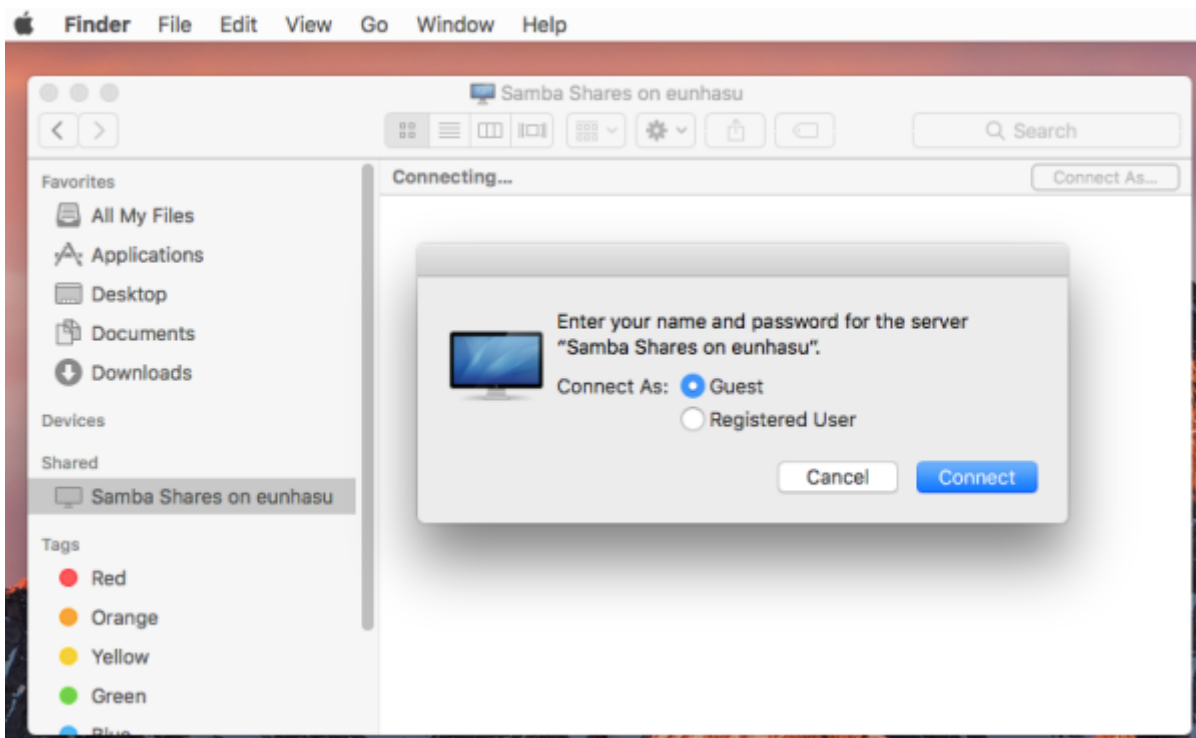 Finder File Edit View Go Window Help
Samba Shares on eunhasu
Search
Favorites
All My Files
Applications
Desktop
Documents
Downloads
Devices
Shared
Samba Shares on eunhasu
Tags
Red
Orange
Yellow
Green
Blue
Connecting...
Connect As...
Enter your name and password for the server
“Samba Shares on eunhasu”.
Connect As: Guest
Registered User
Cancel Connect